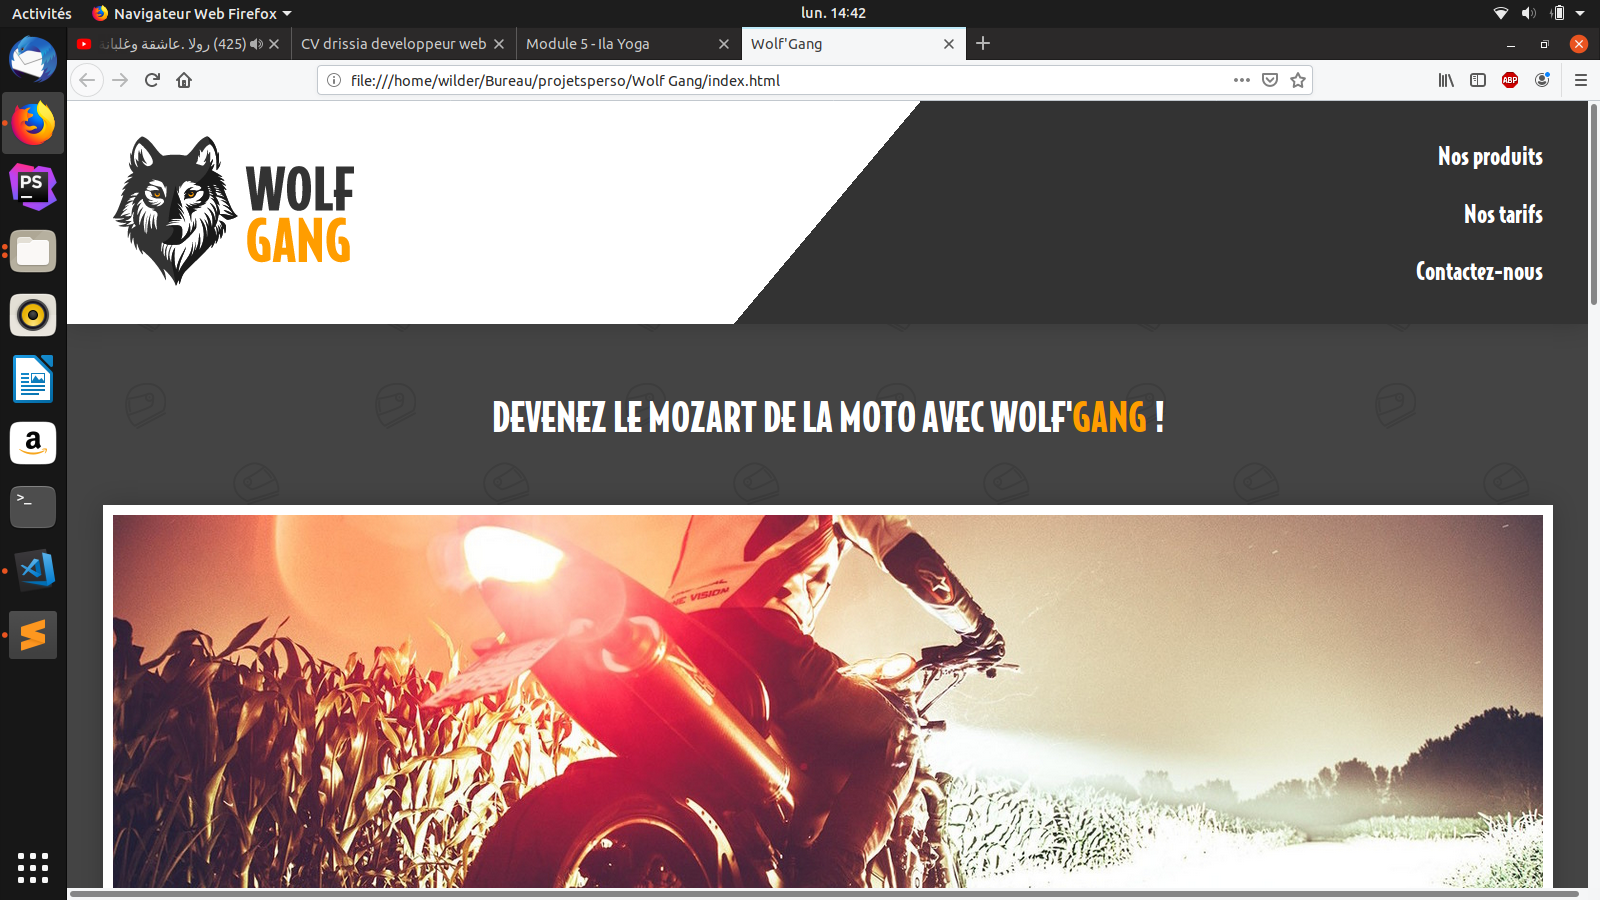 Activités
Navigateur Web Firefox
lun. 14:42
(425) رولا .عاشقة وغلبانة
CV drissia developpeur web
Module 5 - Ila Yoga
Wolf'Gang
file:///home/wilder/Bureau/projetsperso/Wolf Gang/index.html
ABP
PS
a
>_
WOLF
GANG
Nos produits
Nos tarifs
Contactez-nous
DEVENEZ LE MOZART DE LA MOTO AVEC WOLF'GANG !
VISION